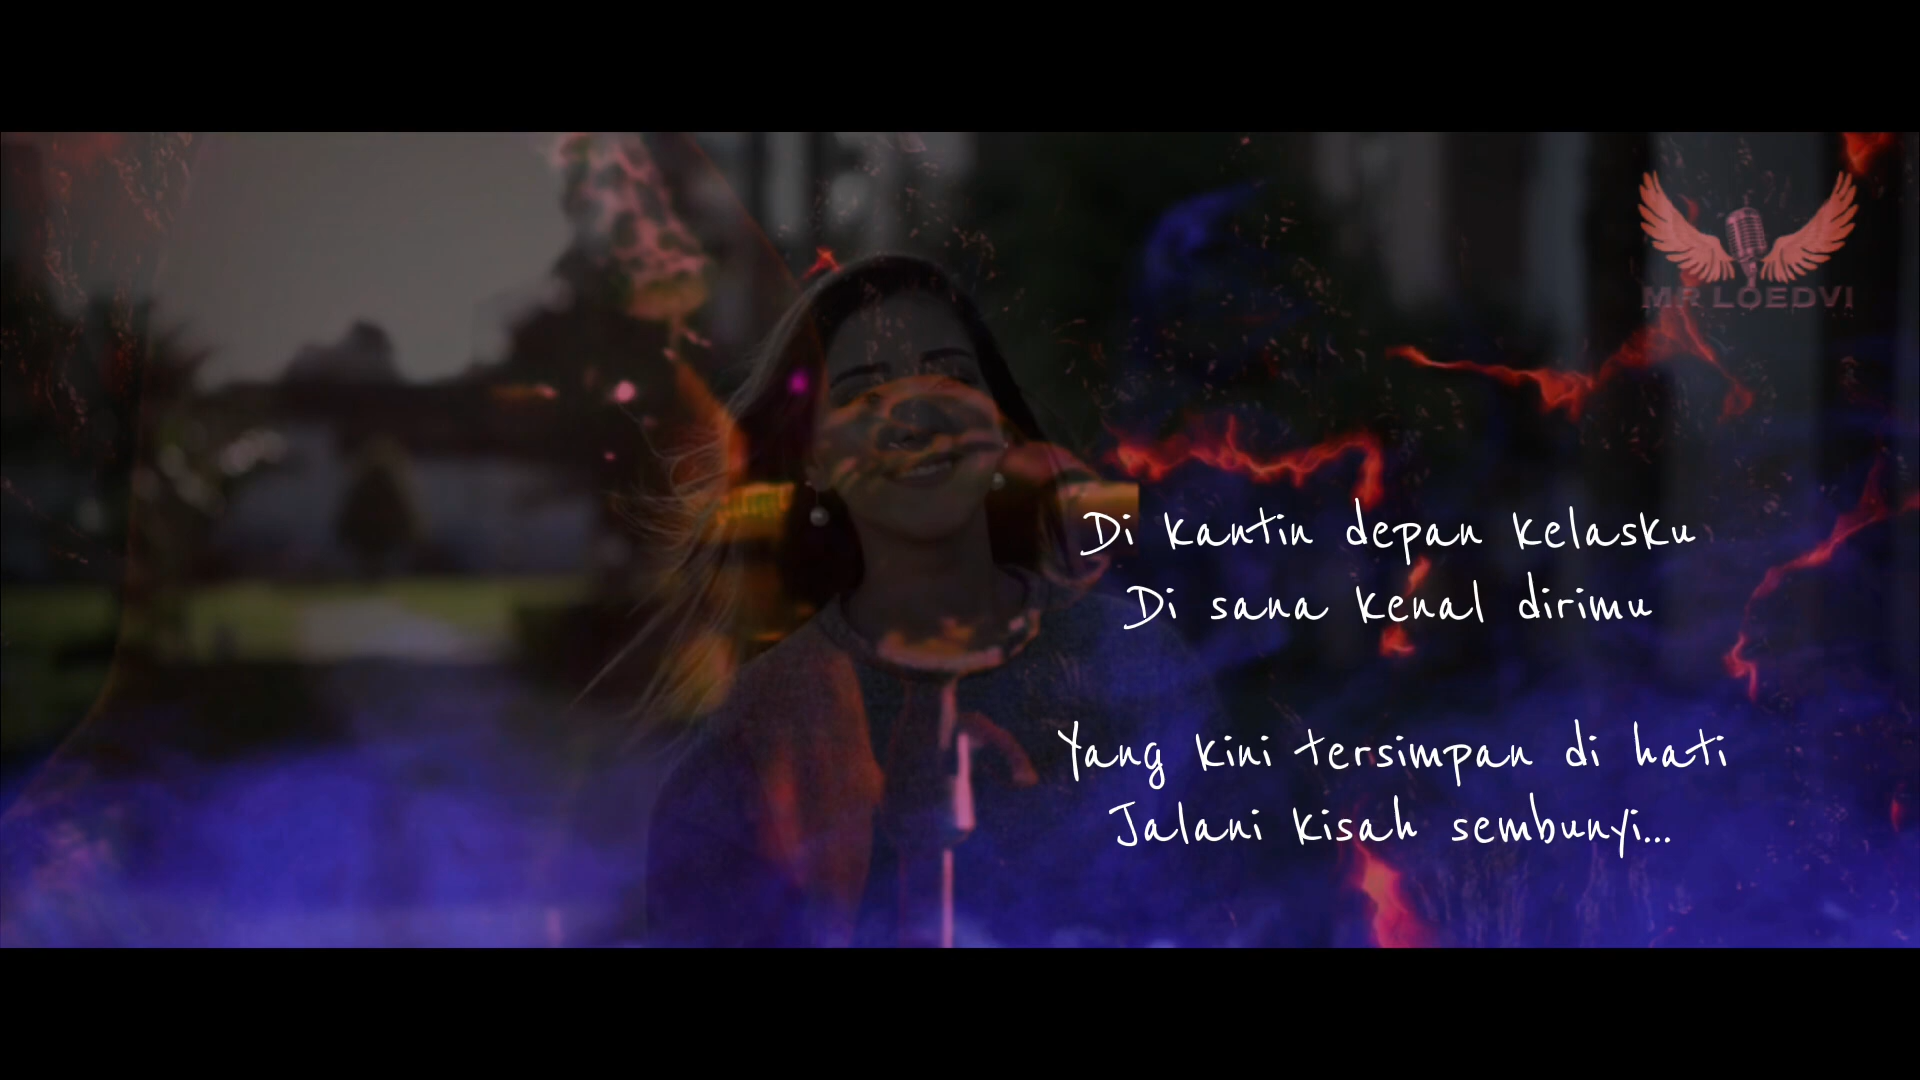 MR LOEDVI
Di kantin depan kelasku
Di sana kenal dirimu
Yang kini tersimpan di hati
Jalani kisah sembunyi...